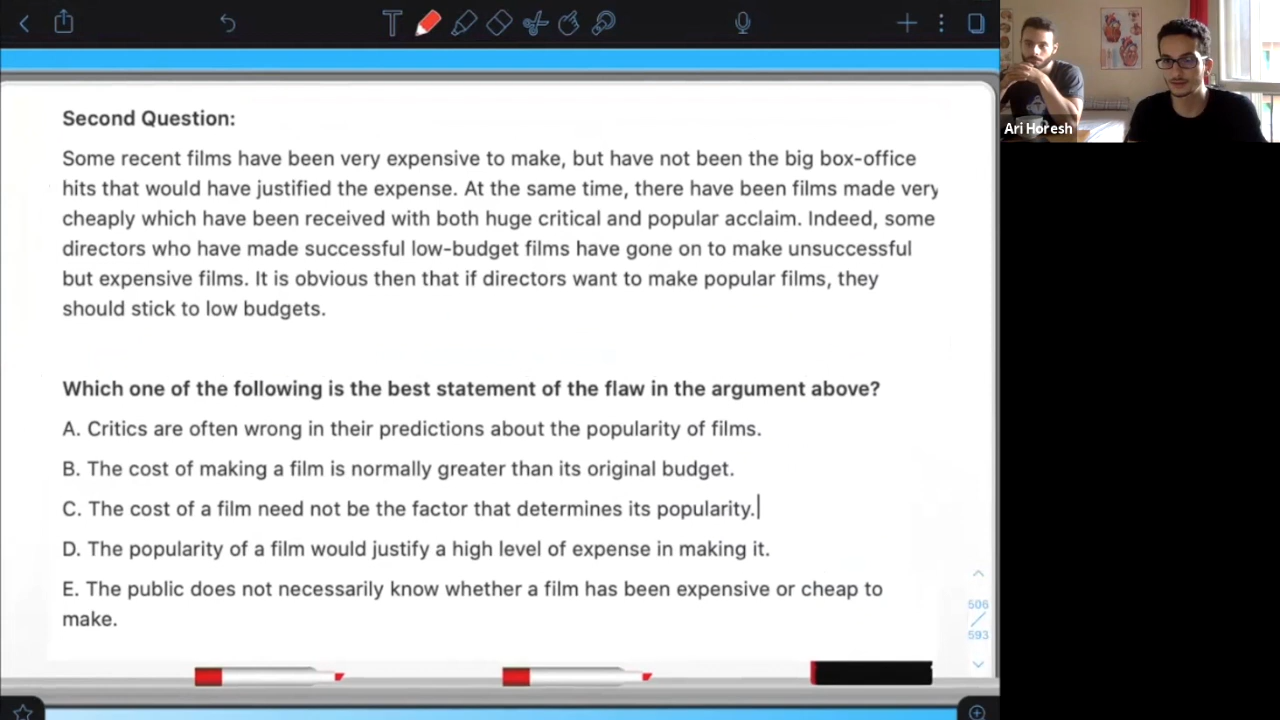 Second Question:
Some recent films have been very expensive to make, but have not been the big box-office
hits that would have justified the expense. At the same time, there have been films made very
cheaply which have been received with both huge critical and popular acclaim. Indeed, some
directors who have made successful low-budget films have gone on to make unsuccessful
but expensive films. It is obvious then that if directors want to make popular films, they
should stick to low budgets.
Which one of the following is the best statement of the flaw in the argument above?
A. Critics are often wrong in their predictions about the popularity of films.
B. The cost of making a film is normally greater than its original budget.
C. The cost of a film need not be the factor that determines its popularity.
D. The popularity of a film would justify a high level of expense in making it.
E. The public does not necessarily know whether a film has been expensive or cheap to
make.
506
593
Ari Horesh